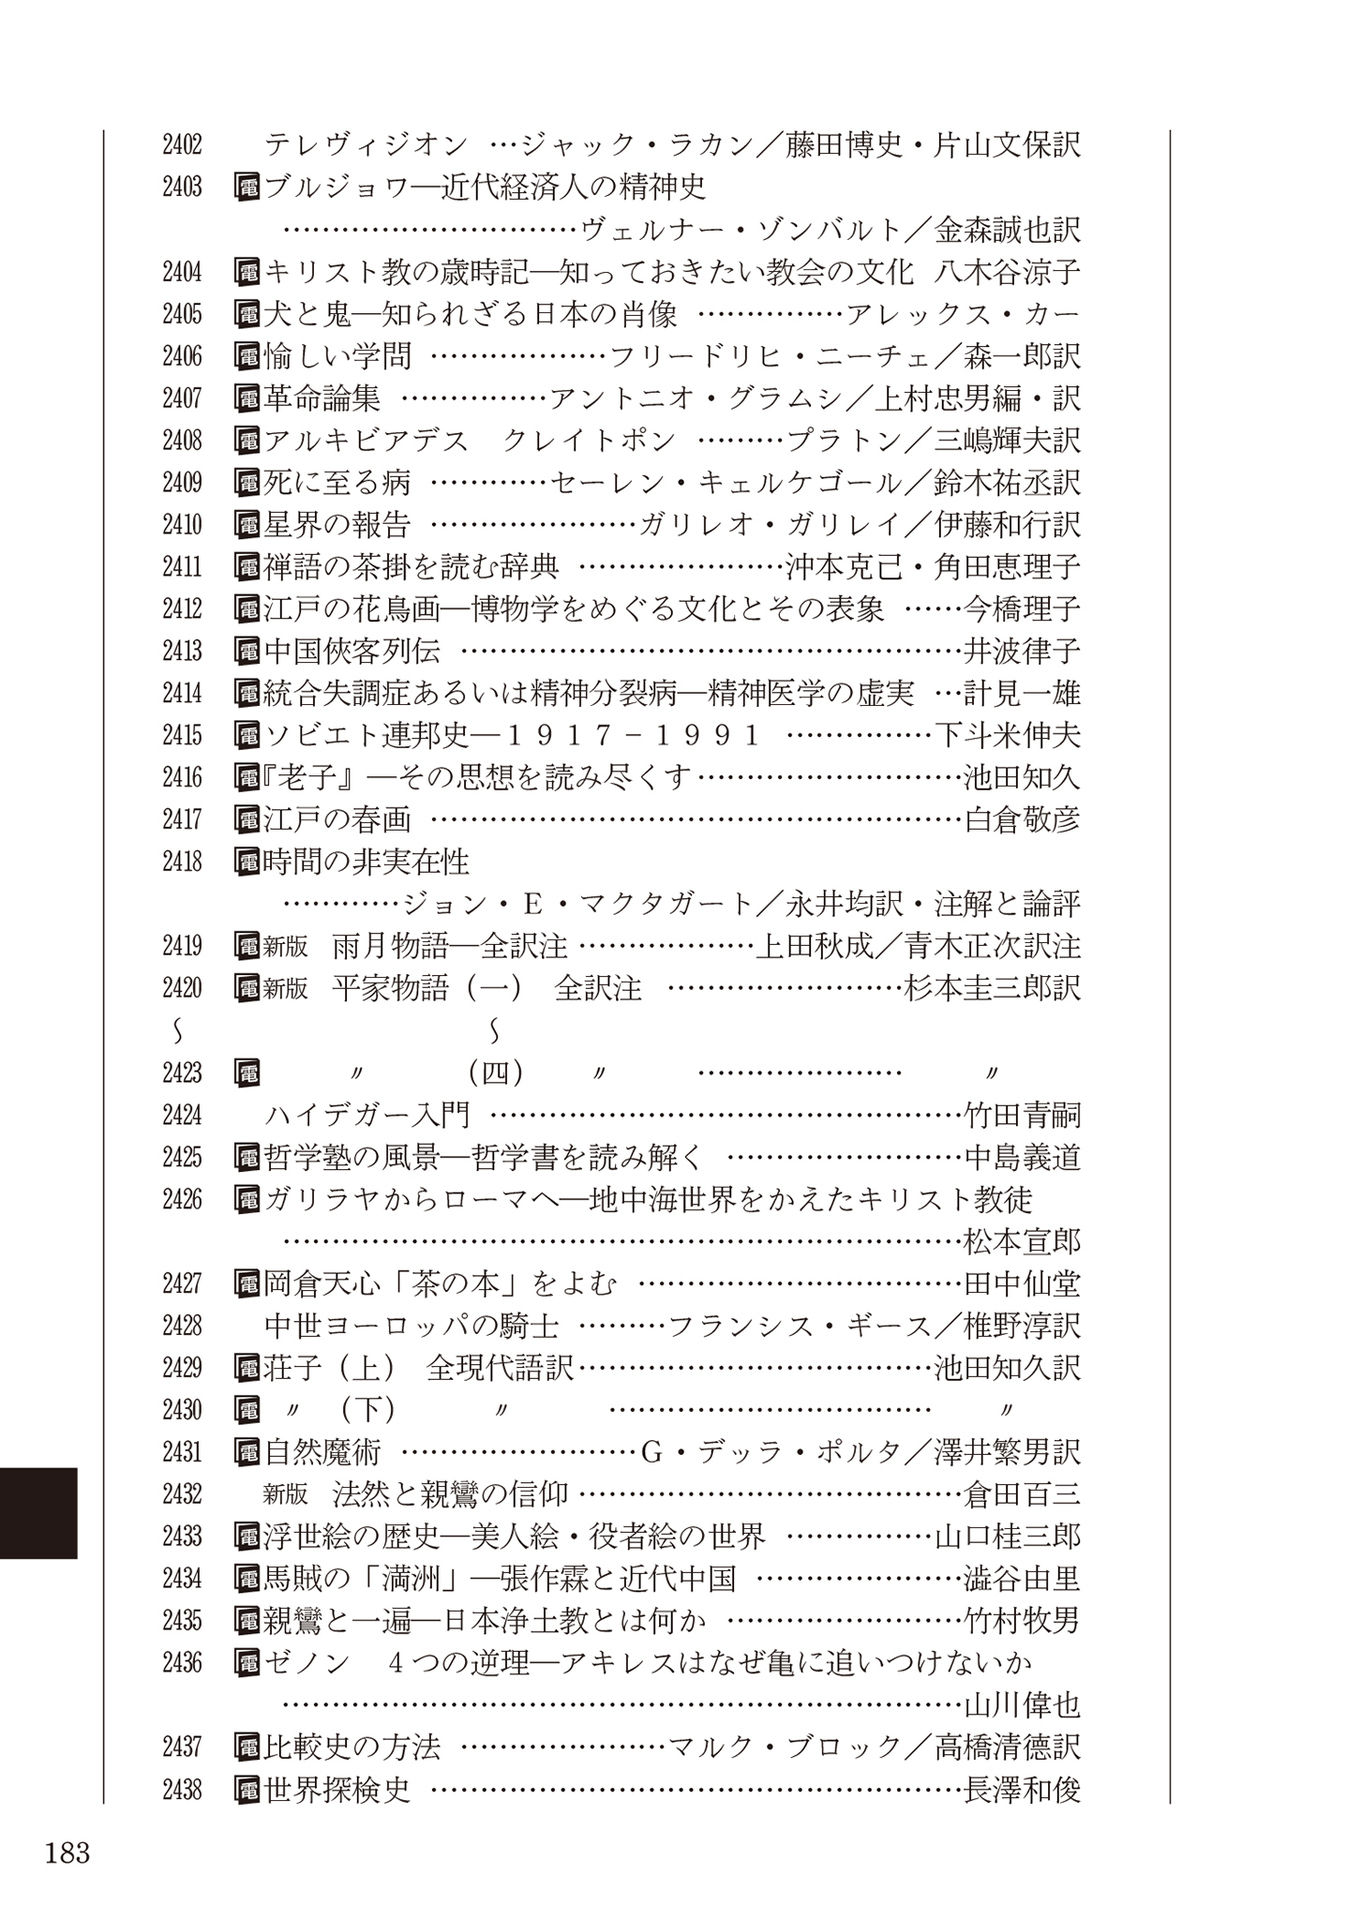 2402 テレヴィジオン …ジャック・ラカン／藤田博史・片山文保訳
2403 電ブルジョワ―近代経済人の精神史
…………………………ヴェルナー・ゾンバルト／金森誠也訳
2404 電キリスト教の歳時記―知っておきたい教会の文化 八木谷涼子
2405 電犬と鬼―知られざる日本の肖像 ……………アレックス・カー
2406 電愉しい学問 ………………フリードリヒ・ニーチェ／森一郎訳
2407 電革命論集 ……………アントニオ・グラムシ／上村忠男編・訳
2408 電アルキビアデス　クレイトポン ………プラトン／三嶋輝夫訳
2409 電死に至る病 …………セーレン・キェルケゴール／鈴木祐丞訳
2410 電星界の報告 …………………ガリレオ・ガリレイ／伊藤和行訳
2411 電禅語の茶掛を読む辞典 …………………沖本克己・角田恵理子
2412 電江戸の花鳥画―博物学をめぐる文化とその表象 ……今橋理子
2413 電中国俠客列伝 ……………………………………………井波律子
2414 電統合失調症あるいは精神分裂病―精神医学の虚実 …計見一雄
2415 電ソビエト連邦史―１９１７－１９９１ ……………下斗米伸夫
2416 電『老子』―その思想を読み尽くす………………………池田知久
2417 電江戸の春画 ………………………………………………白倉敬彦
2418 電時間の非実在性
…………ジョン・Ｅ・マクタガート／永井均訳・注解と論評
2419 電新版　雨月物語―全訳注 ………………上田秋成／青木正次訳注
2420 電新版　平家物語（一）　全訳注 ……………………杉本圭三郎訳
〜　〜
2423 電　〃　（四）　〃　…………………　〃
2424 ハイデガー入門 …………………………………………竹田青嗣
2425 電哲学塾の風景―哲学書を読み解く ……………………中島義道
2426 電ガリラヤからローマへ―地中海世界をかえたキリスト教徒
……………………………………………………………松本宣郎
2427 電岡倉天心「茶の本」をよむ ……………………………田中仙堂
2428 中世ヨーロッパの騎士 ………フランシス・ギース／椎野淳訳
2429 電荘子（上）　全現代語訳………………………………池田知久訳
2430 電　〃　（下）　〃　……………………………　〃
2431 電自然魔術 ……………………Ｇ・デッラ・ポルタ／澤井繁男訳
2432 新版　法然と親鸞の信仰 …………………………………倉田百三
2433 電浮世絵の歴史―美人絵・役者絵の世界 ……………山口桂三郎
2434 電馬賊の「満洲」―張作霖と近代中国 …………………澁谷由里
2435 電親鸞と一遍―日本浄土教とは何か ……………………竹村牧男
2436 電ゼノン　４つの逆理―アキレスはなぜ亀に追いつけないか
……………………………………………………………山川偉也
2437 電比較史の方法 …………………マルク・ブロック／高橋清德訳
2438 電世界探検史 ………………………………………………長澤和俊
183